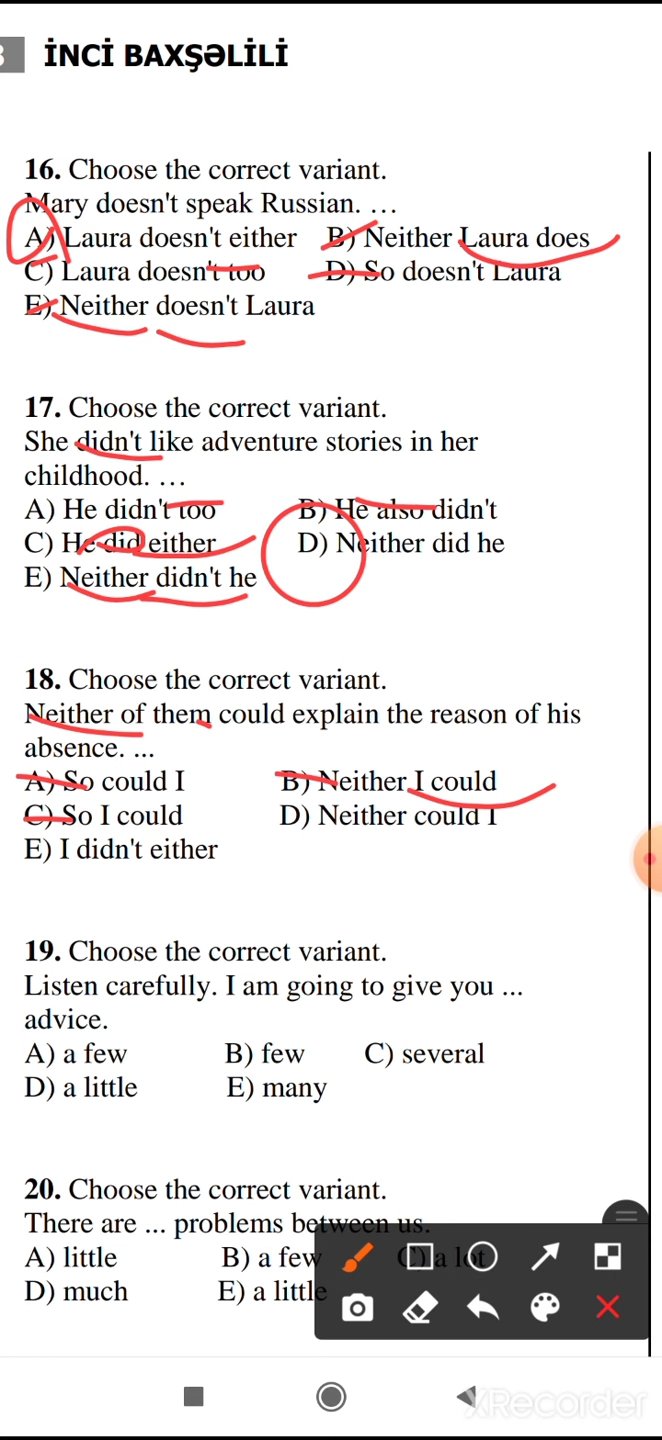 İNCİ BAXŞƏLİLİ
16. Choose the correct variant.
Mary doesn't speak Russian. …
A) Laura doesn't either B) Neither Laura does
C) Laura doesn't too D) So doesn't Laura
E) Neither doesn't Laura
17. Choose the correct variant.
She didn't like adventure stories in her
childhood. …
A) He didn't too B) He also didn't
C) He did either D) Neither did he
E) Neither didn't he
18. Choose the correct variant.
Neither of them could explain the reason of his
absence. ...
A) So could I B) Neither I could
C) So I could D) Neither could I
E) I didn't either
19. Choose the correct variant.
Listen carefully. I am going to give you ...
advice.
A) a few B) few C) several
D) a little E) many
20. Choose the correct variant.
There are ... problems between us.
A) little B) a few C) a lot
D) much E) a little
XRecorder